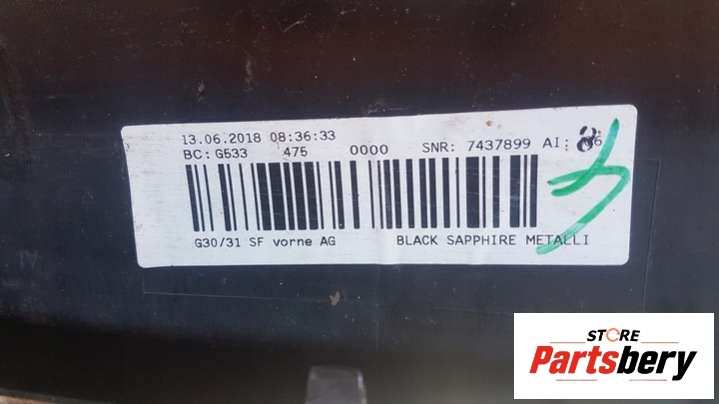 13.06.2018 08:36:33
BC: G533 475 0000 SNR: 7437899 AI:
G30/31 SF vorne AG BLACK SAPPHIRE METALLI
STORE
Partsbery